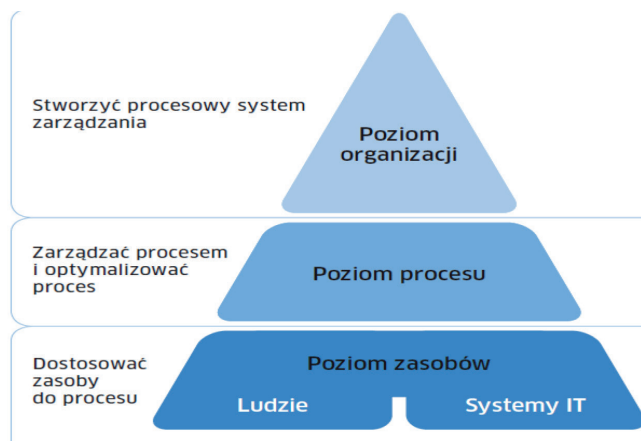 Stworzyć procesowy system
zarządzania
Poziom
organizacji
Zarządzać procesem
i optymalizować
proces
Poziom procesu
Dostosować
zasoby
do procesu
Poziom zasobów
Ludzie
Systemy IT